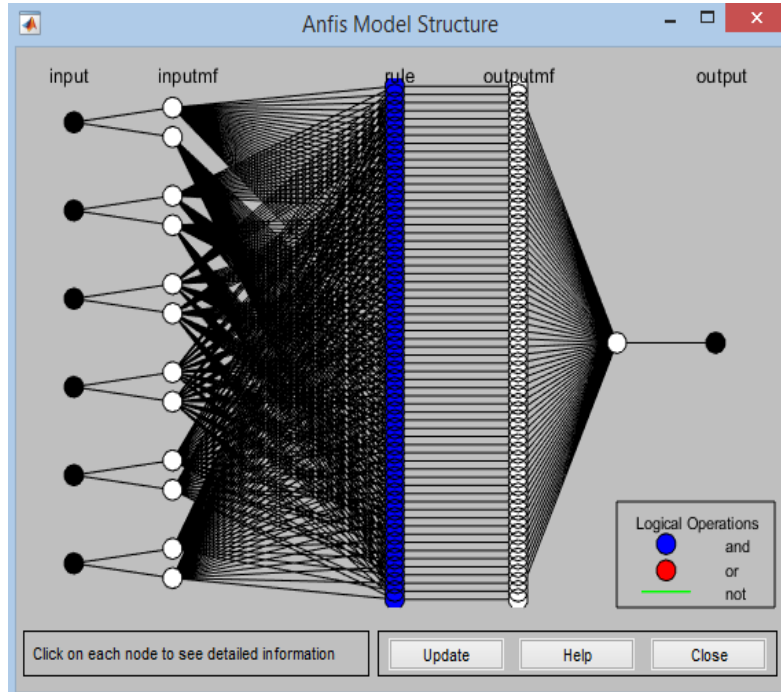 Anfis Model Structure
input inputmf rule outputmf output
Logical Operations
and
or
not
Click on each node to see detailed information
Update Help Close